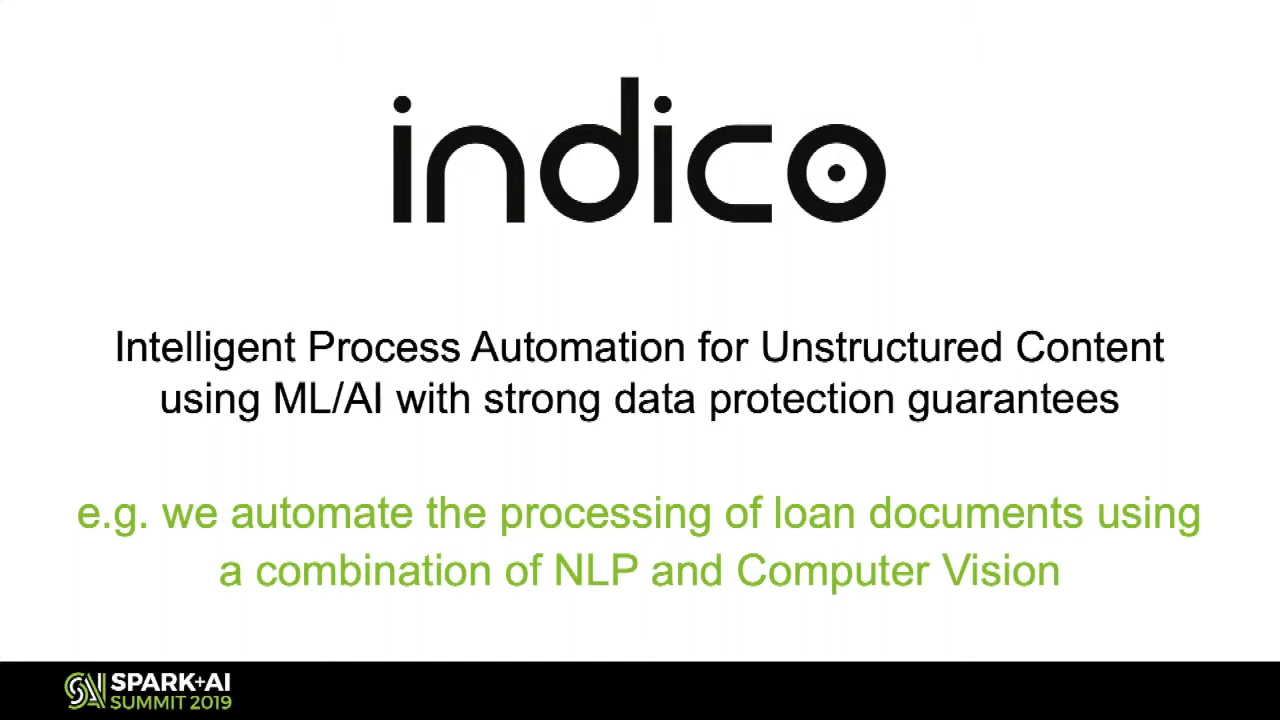 indico
Intelligent Process Automation for Unstructured Content
using ML/AI with strong data protection guarantees
e.g. we automate the processing of loan documents using
a combination of NLP and Computer Vision
SPARK+AI
SUMMIT 2019